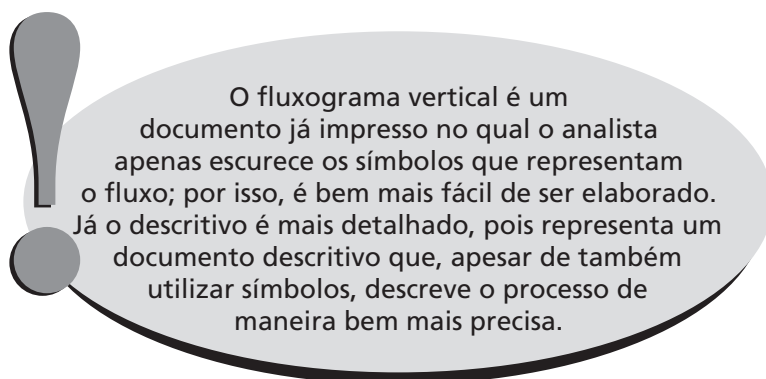 O fluxograma vertical é um
documento já impresso no qual o analista
apenas escurece os símbolos que representam
o fluxo; por isso, é bem mais fácil de ser elaborado.
Já o descritivo é mais detalhado, pois representa um
documento descritivo que, apesar de também
utilizar símbolos, descreve o processo de
maneira bem mais precisa.